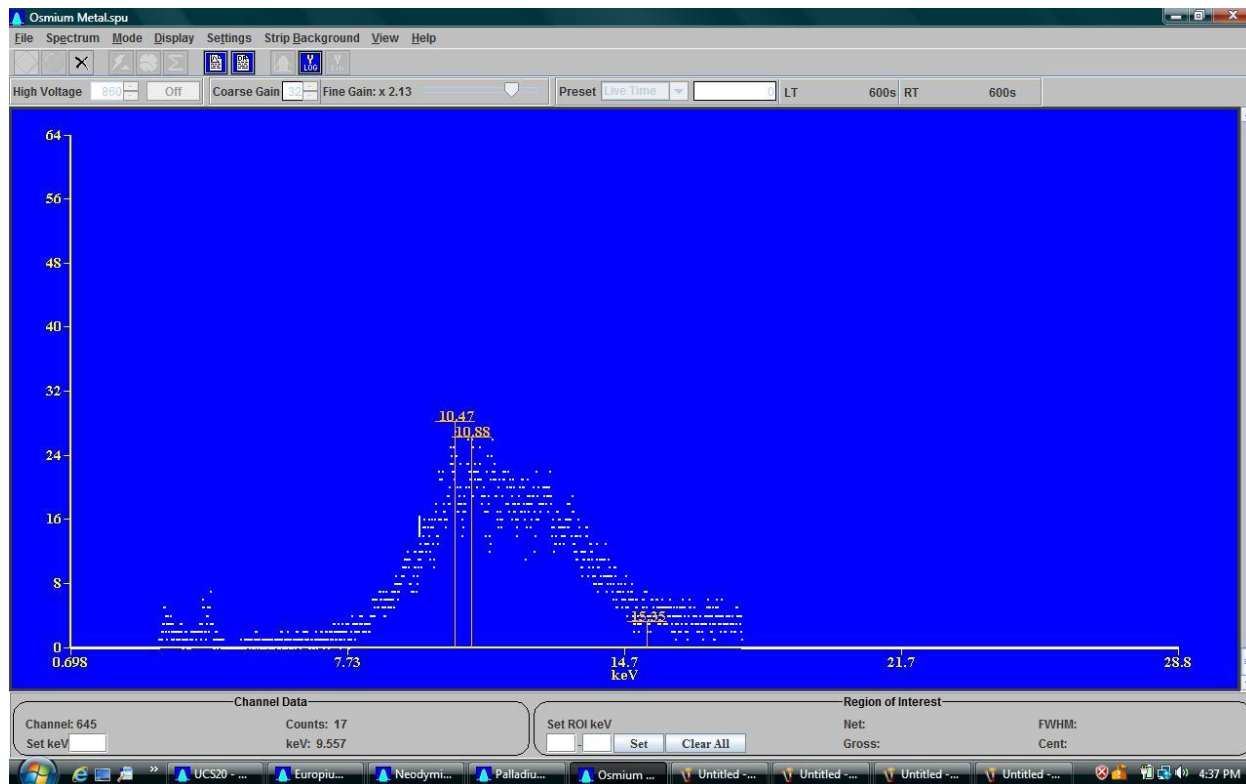 Osmium Metal.spu
File Spectrum Mode Display Settings Strip Background View Help
High Voltage 860 Off Coarse Gain 32 Fine Gain: x 2.13 Preset Live Time 0 LT 600s RT 600s
64
56
48
40
32
24
16
8
0
10.47
10.88
15.35
0.698 7.73 14.7 21.7 28.8
keV
Channel Data
Channel: 645 Counts: 17
Set keV keV: 9.557
Region of Interest
Set ROI keV Net: FWHM:
- Set Clear All Gross: Cent:
UCS20 - ... Europiu... Neodymi... Palladiu... Osmium ... Untitled -... Untitled -... Untitled -... Untitled -... 4:37 PM